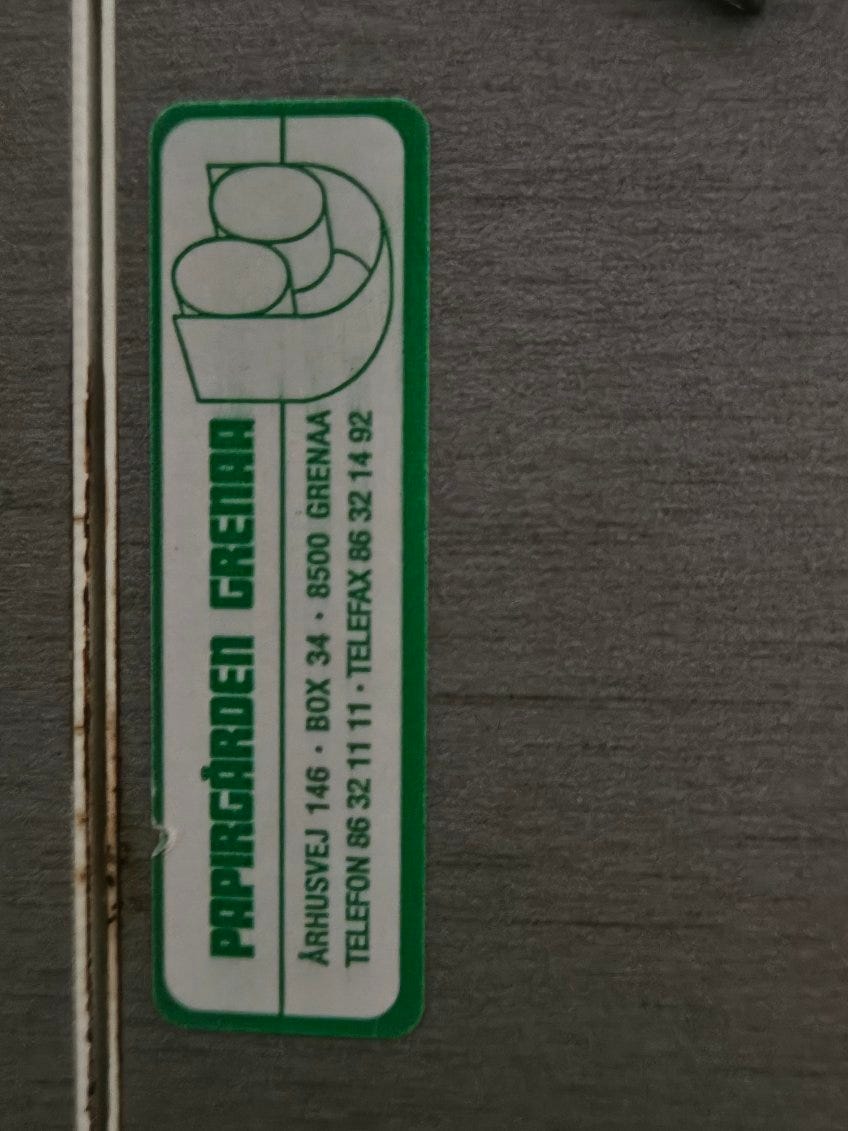 PAPIRGÅRDEN GRENAA
ÅRHUSVEJ 146 · BOX 34 · 8500 GRENAA
TELEFON 86 32 11 11 · TELEFAX 86 32 14 92